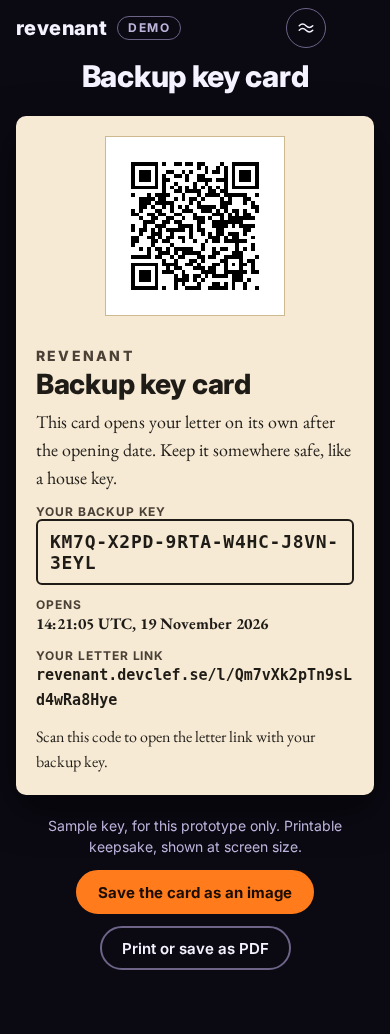 revenant DEMO
Backup key card
REVENANT
Backup key card
This card opens your letter on its own after
the opening date. Keep it somewhere safe, like
a house key.
YOUR BACKUP KEY
KM7Q-X2PD-9RTA-W4HC-J8VN-
3EYL
OPENS
14:21:05 UTC, 19 November 2026
YOUR LETTER LINK
revenant.devclef.se/l/Qm7vXk2pTn9sL
d4wRa8Hye
Scan this code to open the letter link with your
backup key.
Sample key, for this prototype only. Printable
keepsake, shown at screen size.
Save the card as an image
Print or save as PDF